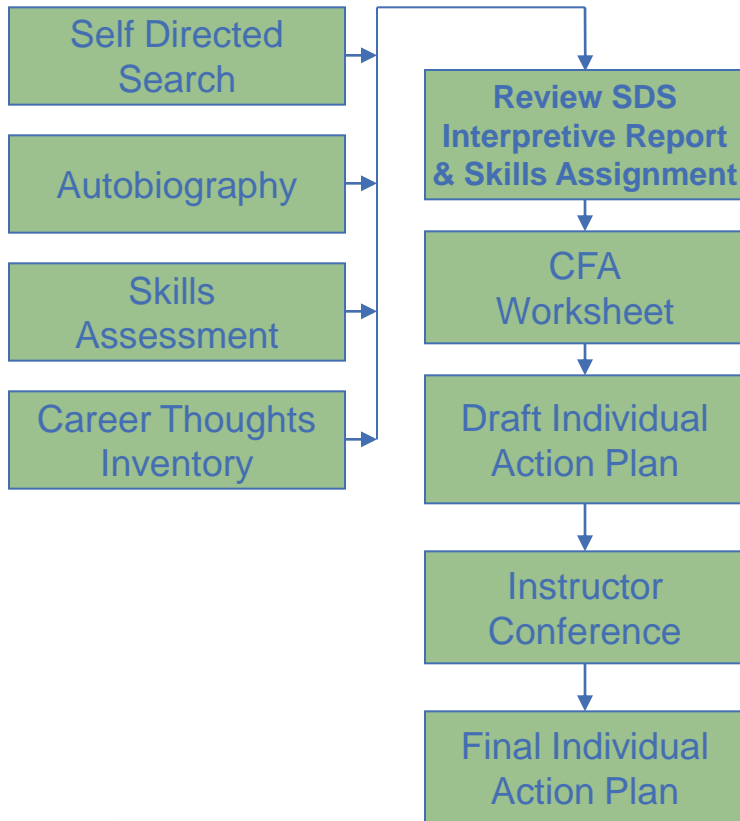 Self Directed
Search
Autobiography
Skills
Assessment
Career Thoughts
Inventory
Review SDS
Interpretive Report
& Skills Assignment
CFA
Worksheet
Draft Individual
Action Plan
Instructor
Conference
Final Individual
Action Plan